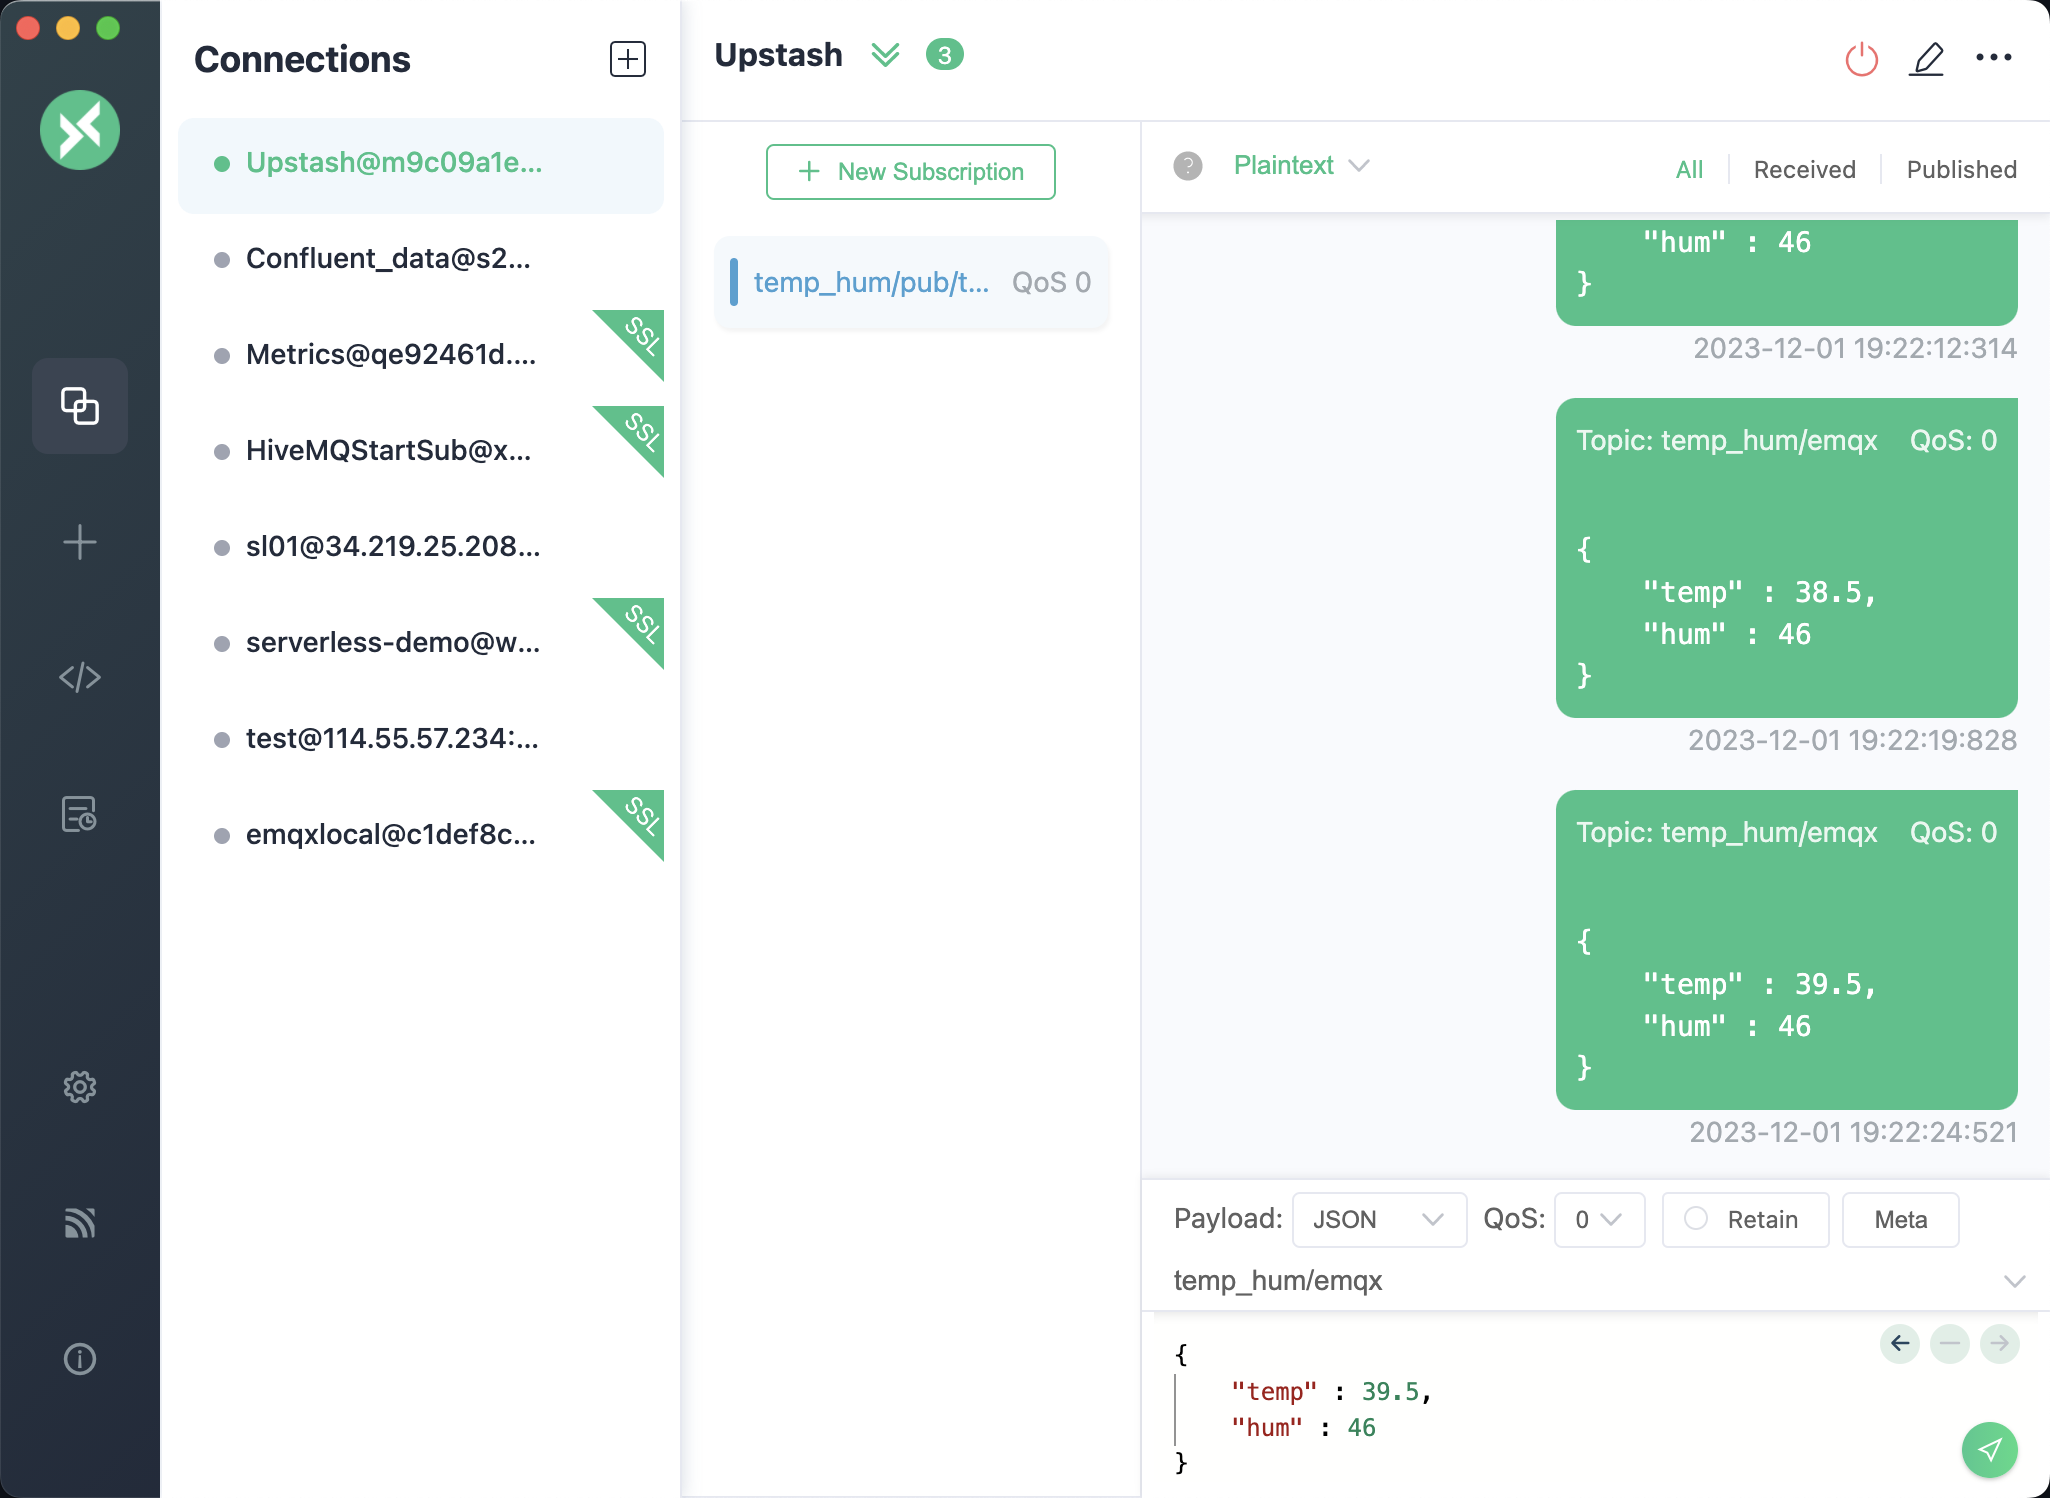 Connections
Upstash@m9c09a1e...
Confluent_data@s2...
Metrics@qe92461d....
SSL
HiveMQStartSub@x...
SSL
sl01@34.219.25.208...
serverless-demo@w...
SSL
test@114.55.57.234:...
emqxlocal@c1def8c...
SSL
Upstash 3
+ New Subscription
temp_hum/pub/t... QoS 0
? Plaintext
All Received Published
"hum" : 46
}
2023-12-01 19:22:12:314
Topic: temp_hum/emqx QoS: 0
{
"temp" : 38.5,
"hum" : 46
}
2023-12-01 19:22:19:828
Topic: temp_hum/emqx QoS: 0
{
"temp" : 39.5,
"hum" : 46
}
2023-12-01 19:22:24:521
Payload: JSON QoS: 0 Retain Meta
temp_hum/emqx
{
"temp" : 39.5,
"hum" : 46
}